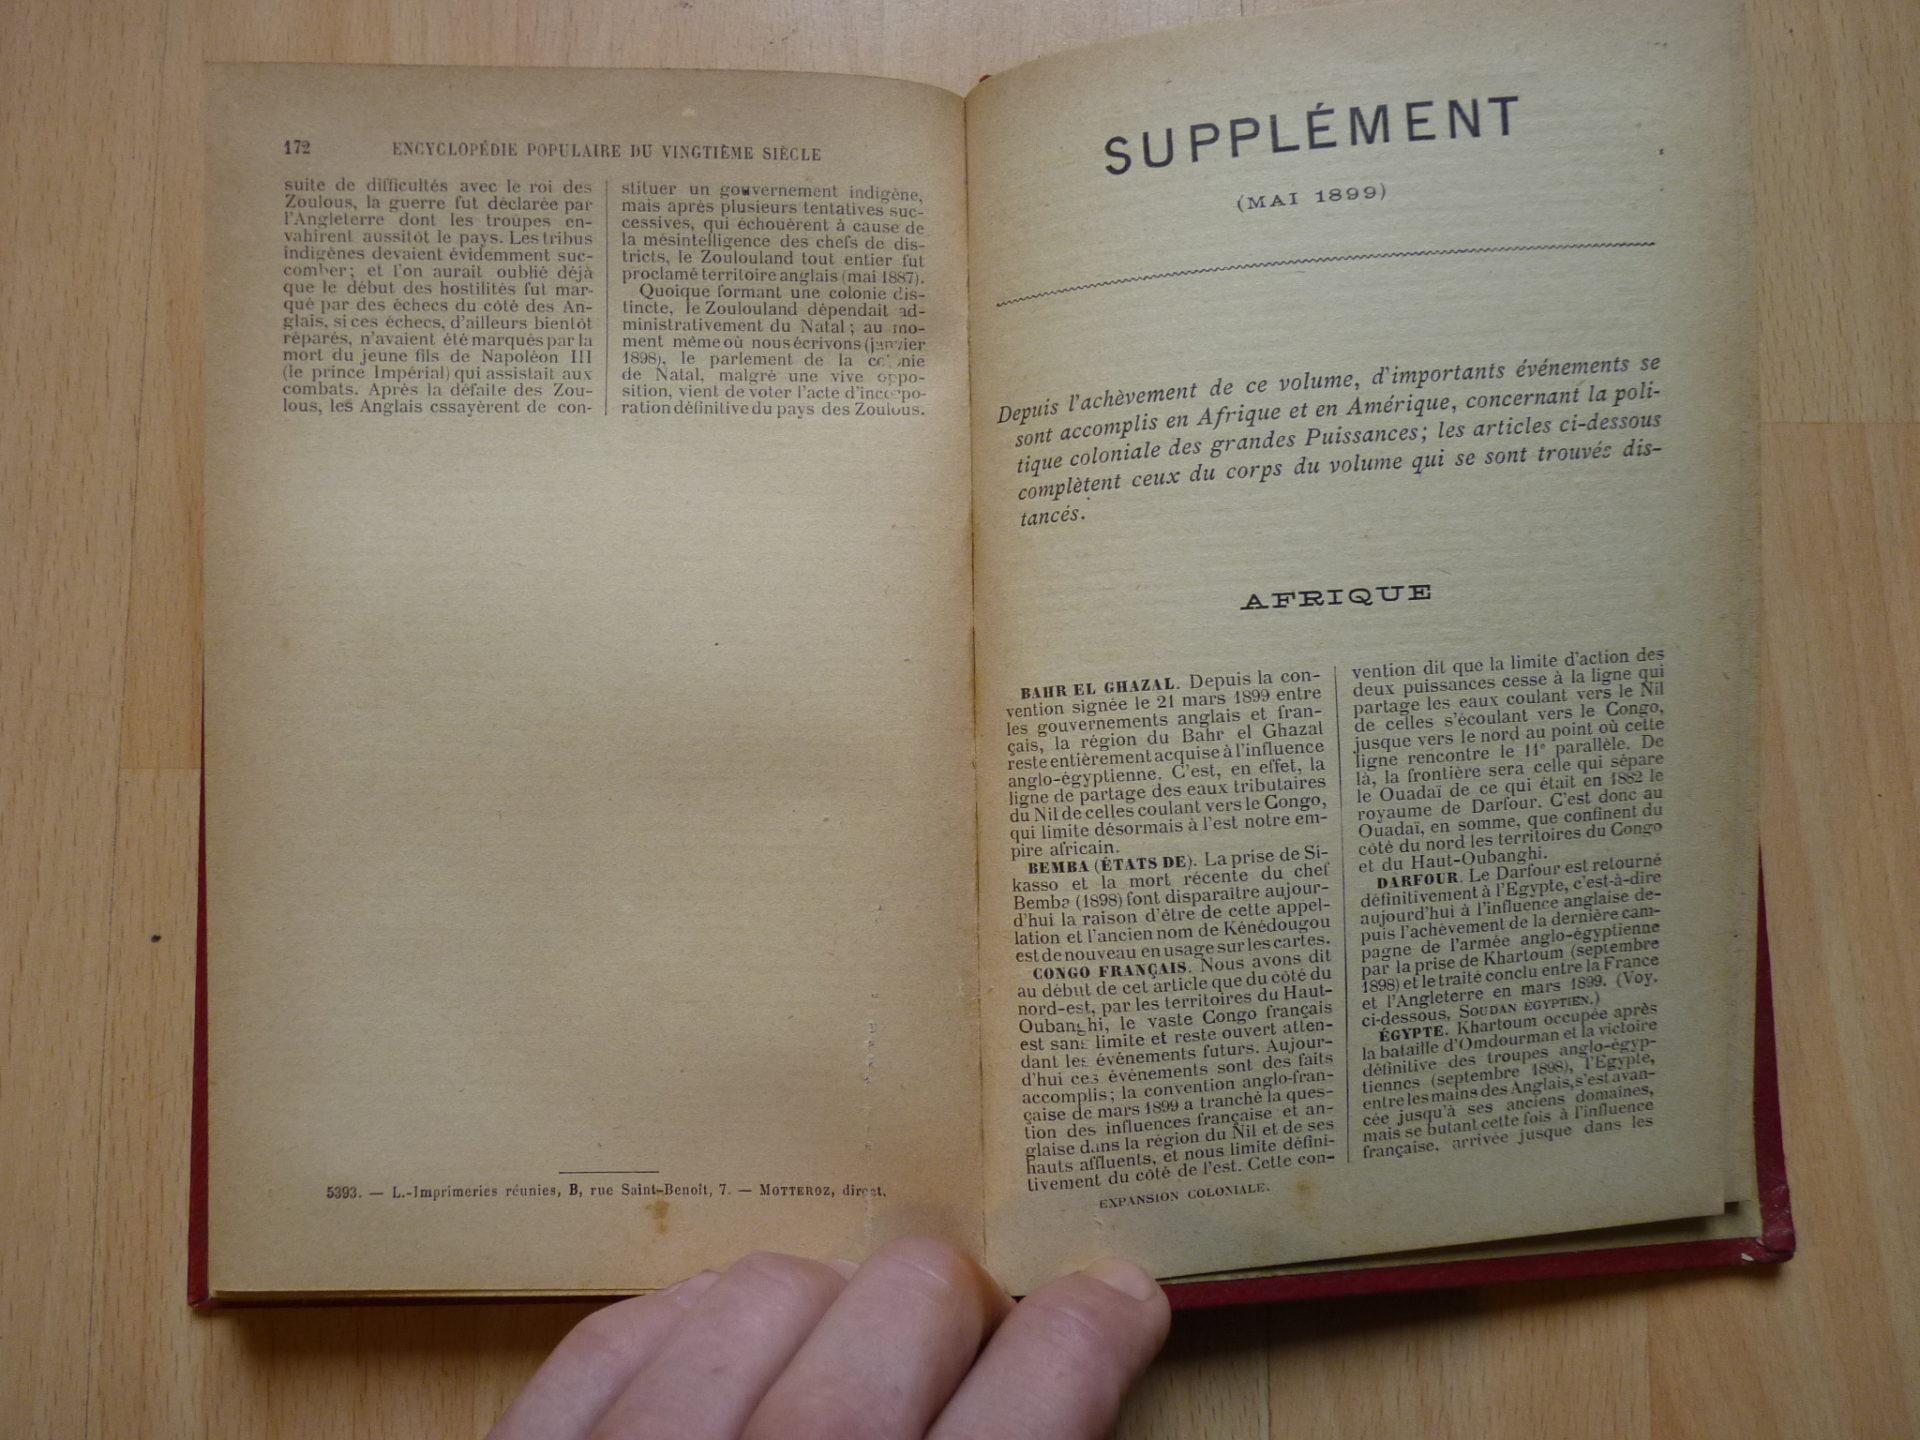 172 ENCYCLOPÉDIE POPULAIRE DU VINGTIÈME SIÈCLE
suite de difficultés avec le roi des
Zoulous, la guerre fut déclarée par
l'Angleterre dont les troupes en-
vahirent aussitôt le pays. Les tribus
indigènes devaient évidemment suc-
comber; et l'on aurait oublié déjà
que le début des hostilités fut mar-
qué par des échecs du côté des An-
glais, si ces échecs, d'ailleurs bientôt
réparés, n'avaient été marqués par la
mort du jeune fils de Napoléon III
(le prince Impérial) qui assistait aux
combats. Après la défaite des Zou-
lous, les Anglais essayèrent de con-
stituer un gouvernement indigène,
mais après plusieurs tentatives suc-
cessives, qui échouèrent à cause de
la mésintelligence des chefs de dis-
tricts, le Zoulouland tout entier fut
proclamé territoire anglais (mai 1887).
Quoique formant une colonie dis-
tincte, le Zoulouland dépendait ad-
ministrativement du Natal; au mo-
ment même où nous écrivons (janvier
1898), le parlement de la colonie
de Natal, malgré une vive oppo-
sition, vient de voter l'acte d'incorpo-
ration définitive du pays des Zoulous.
5393. — L.-Imprimeries réunies, B, rue Saint-Benoît, 7. — MOTTEROZ, direct.
SUPPLÉMENT
(MAI 1899)
Depuis l'achèvement de ce volume, d'importants événements se
sont accomplis en Afrique et en Amérique, concernant la poli-
tique coloniale des grandes Puissances; les articles ci-dessous
complètent ceux du corps du volume qui se sont trouvés dis-
tancés.
AFRIQUE
BAHR EL GHAZAL. Depuis la con-
vention signée le 21 mars 1899 entre
les gouvernements anglais et fran-
çais, la région du Bahr el Ghazal
reste entièrement acquise à l'influence
anglo-égyptienne. C'est, en effet, la
ligne de partage des eaux tributaires
du Nil de celles coulant vers le Congo,
qui limite désormais à l'est notre em-
pire africain.
BEMBA (ÉTATS DE). La prise de Si-
kasso et la mort récente du chef
Bemba (1898) font disparaître aujour-
d'hui la raison d'être de cette appel-
lation et l'ancien nom de Kénédougou
est de nouveau en usage sur les cartes.
CONGO FRANÇAIS. Nous avons dit
au début de cet article que du côté du
nord-est, par les territoires du Haut-
Oubanghi, le vaste Congo français
est sans limite et reste ouvert atten-
dant les événements futurs. Aujour-
d'hui ces événements sont des faits
accomplis; la convention anglo-fran-
çaise de mars 1899 a tranché la ques-
tion des influences française et an-
glaise dans la région du Nil et de ses
hauts affluents, et nous limite défini-
tivement du côté de l'est. Cette con-
EXPANSION COLONIALE.
vention dit que la limite d'action des
deux puissances cesse à la ligne qui
partage les eaux coulant vers le Nil
de celles s'écoulant vers le Congo,
jusque vers le nord au point où cette
ligne rencontre le 11e parallèle. De
là, la frontière sera celle qui sépare
le Ouadaï de ce qui était en 1882 le
royaume de Darfour. C'est donc au
Ouadaï, en somme, que confinent du
côté du nord les territoires du Congo
et du Haut-Oubanghi.
DARFOUR. Le Darfour est retourné
définitivement à l'Egypte, c'est-à-dire
aujourd'hui à l'influence anglaise de-
puis l'achèvement de la dernière cam-
pagne de l'armée anglo-égyptienne
par la prise de Khartoum (septembre
1898) et le traité conclu entre la France
et l'Angleterre en mars 1899. (Voy.
ci-dessous, SOUDAN ÉGYPTIEN.)
ÉGYPTE. Khartoum occupée après
la bataille d'Omdourman et la victoire
définitive des troupes anglo-égyp-
tiennes (septembre 1898), l'Egypte,
entre les mains des Anglais, s'est avan-
cée jusqu'à ses anciens domaines,
mais se butant cette fois à l'influence
française, arrivée jusque dans les